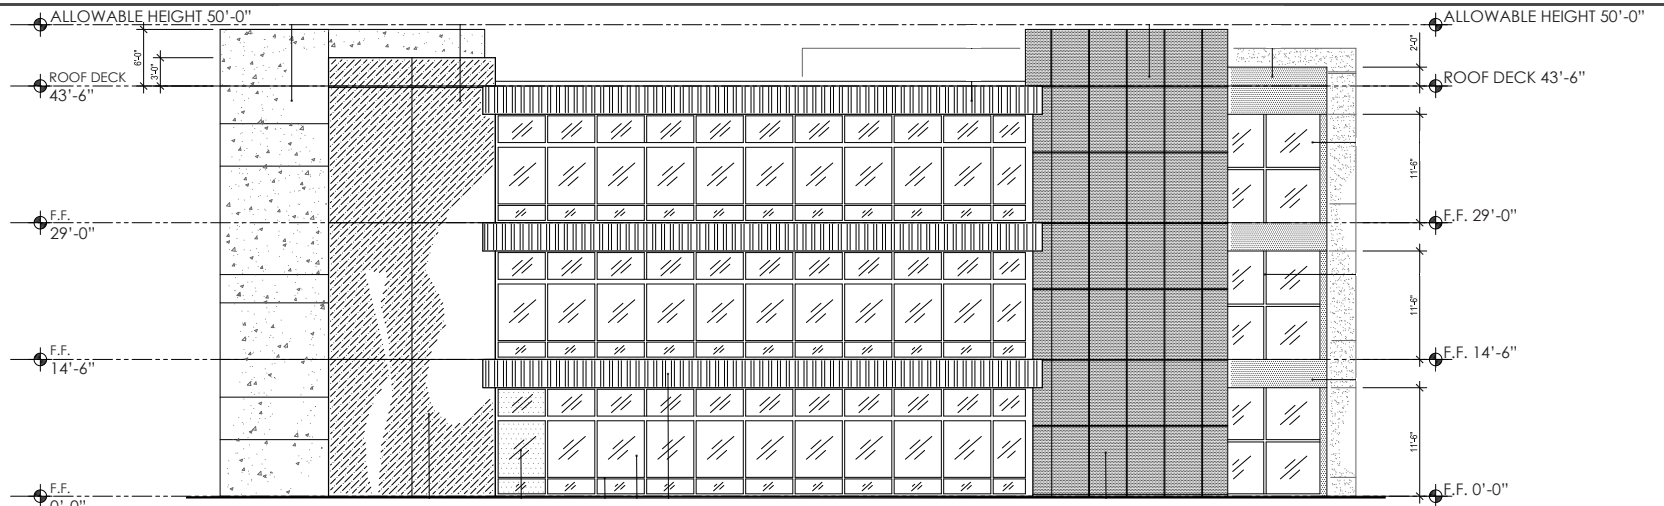 ALLOWABLE HEIGHT 50'-0"
ALLOWABLE HEIGHT 50'-0"
6'-0"
3'-0"
2'-0"
ROOF DECK
43'-6"
ROOF DECK 43'-6"
11'-6"
F.F.
29'-0"
F.F. 29'-0"
11'-6"
F.F.
14'-6"
F.F. 14'-6"
11'-6"
F.F.
0'-0"
F.F. 0'-0"